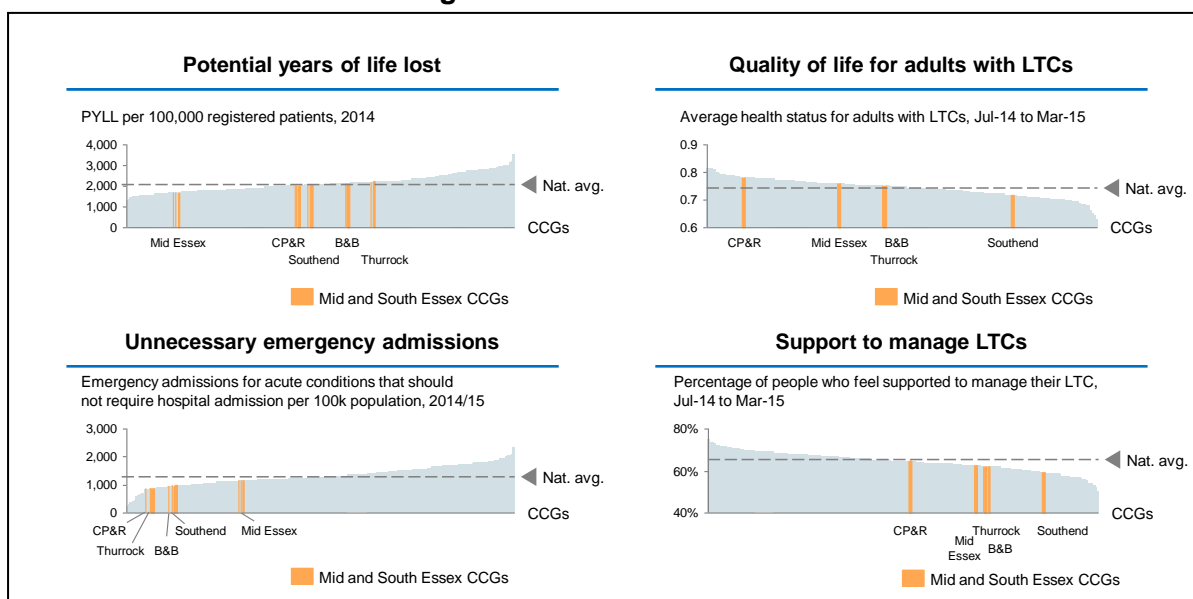 Potential years of life lost
PYLL per 100,000 registered patients, 2014
4,000
3,000
2,000
1,000
0
Nat. avg.
CCGs
Mid Essex
CP&R
B&B
Southend
Thurrock
Mid and South Essex CCGs
Quality of life for adults with LTCs
Average health status for adults with LTCs, Jul-14 to Mar-15
0.9
0.8
0.7
0.6
Nat. avg.
CCGs
CP&R
Mid Essex
B&B
Southend
Thurrock
Mid and South Essex CCGs
Unnecessary emergency admissions
Emergency admissions for acute conditions that should
not require hospital admission per 100k population, 2014/15
3,000
2,000
1,000
0
Nat. avg.
CCGs
CP&R
Southend
Mid Essex
Thurrock
B&B
Mid and South Essex CCGs
Support to manage LTCs
Percentage of people who feel supported to manage their LTC,
Jul-14 to Mar-15
80%
60%
40%
Nat. avg.
CCGs
CP&R
Thurrock
Southend
Mid
Essex
B&B
Mid and South Essex CCGs